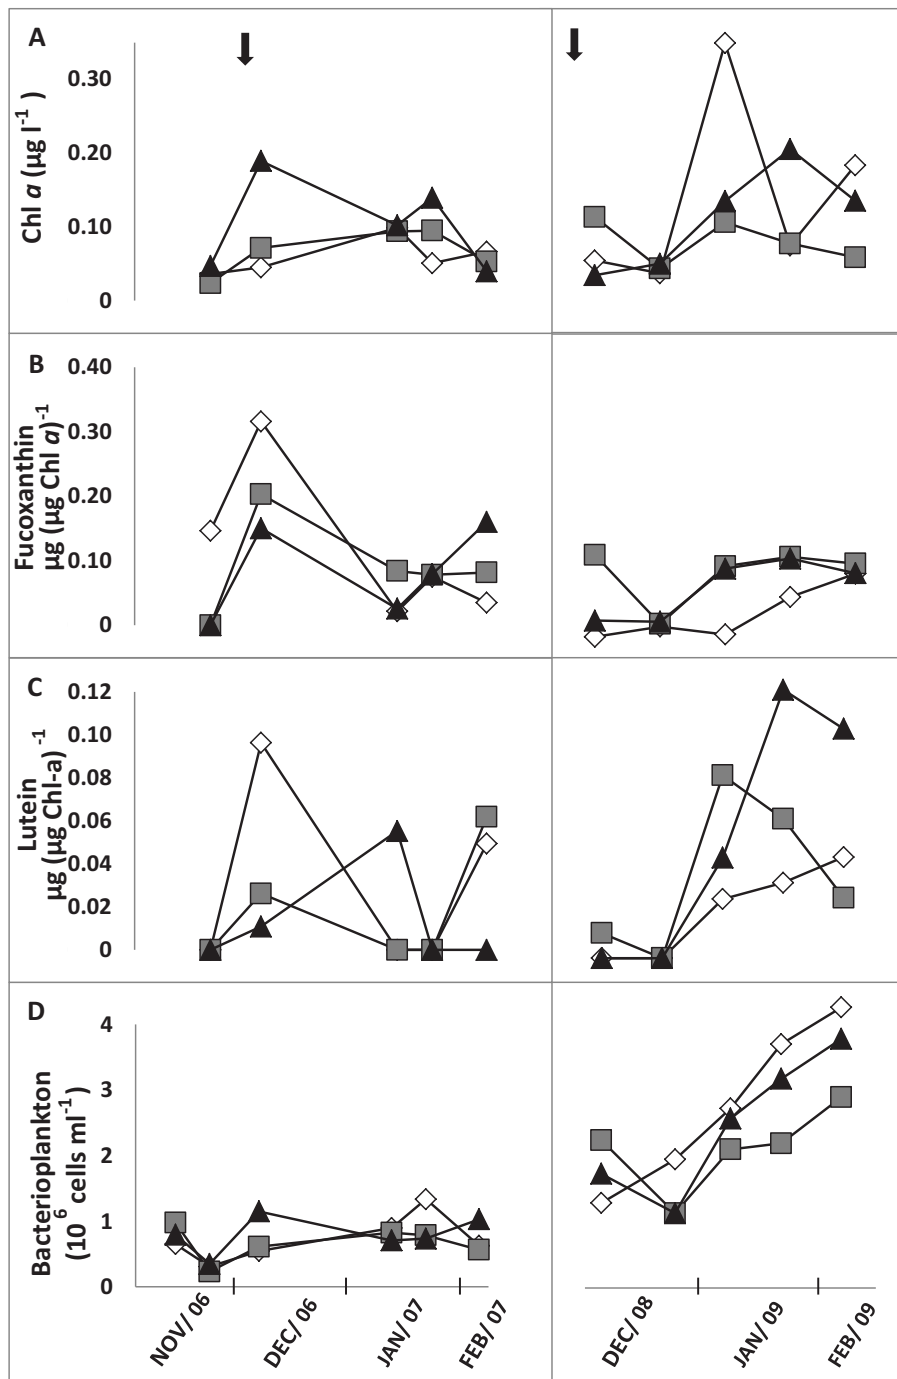 A
Chl a (µg l⁻¹)
0.30
0.20
0.10
0
B
Fucoxanthin
µg (µg Chl a)⁻¹
0.40
0.30
0.20
0.10
0
C
Lutein
µg (µg Chl-a)⁻¹
0.12
0.10
0.08
0.06
0.04
0.02
0
D
Bacterioplankton
(10⁶ cells ml⁻¹)
4
3
2
1
0
NOV/ 06
DEC/ 06
JAN/ 07
FEB/ 07
DEC/ 08
JAN/ 09
FEB/ 09